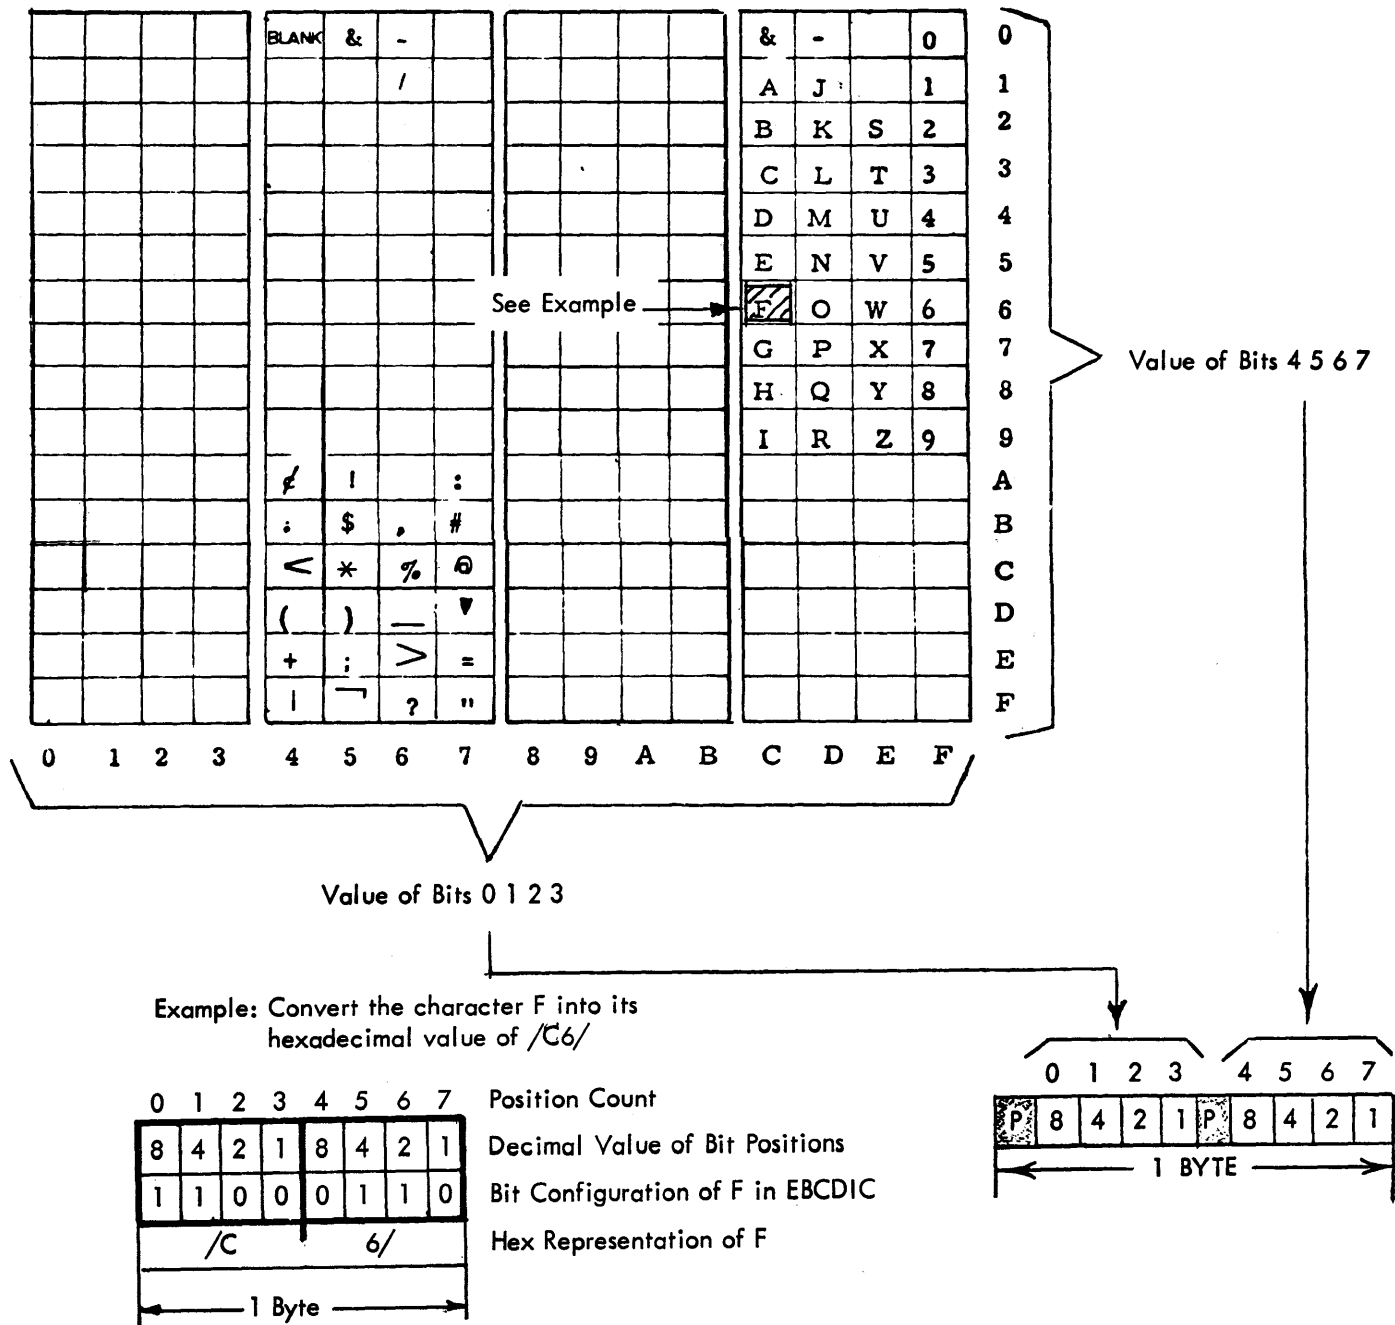 BLANK & - & - 0 0
/ A J 1 1
B K S 2 2
C L T 3 3
D M U 4 4
E N V 5 5
See Example F O W 6 6
G P X 7 7
Value of Bits 4 5 6 7
H Q Y 8 8
I R Z 9 9
¢ ! : A
. $ , # B
< * % @ C
( ) _ ' D
+ ; > = E
| ¬ ? " F
0 1 2 3 4 5 6 7 8 9 A B C D E F
Value of Bits 0 1 2 3
Example: Convert the character F into its
hexadecimal value of /C6/
0 1 2 3 4 5 6 7 Position Count
8 4 2 1 8 4 2 1 Decimal Value of Bit Positions
1 1 0 0 0 1 1 0 Bit Configuration of F in EBCDIC
/C 6/ Hex Representation of F
1 Byte
0 1 2 3 4 5 6 7
P 8 4 2 1 P 8 4 2 1
1 BYTE